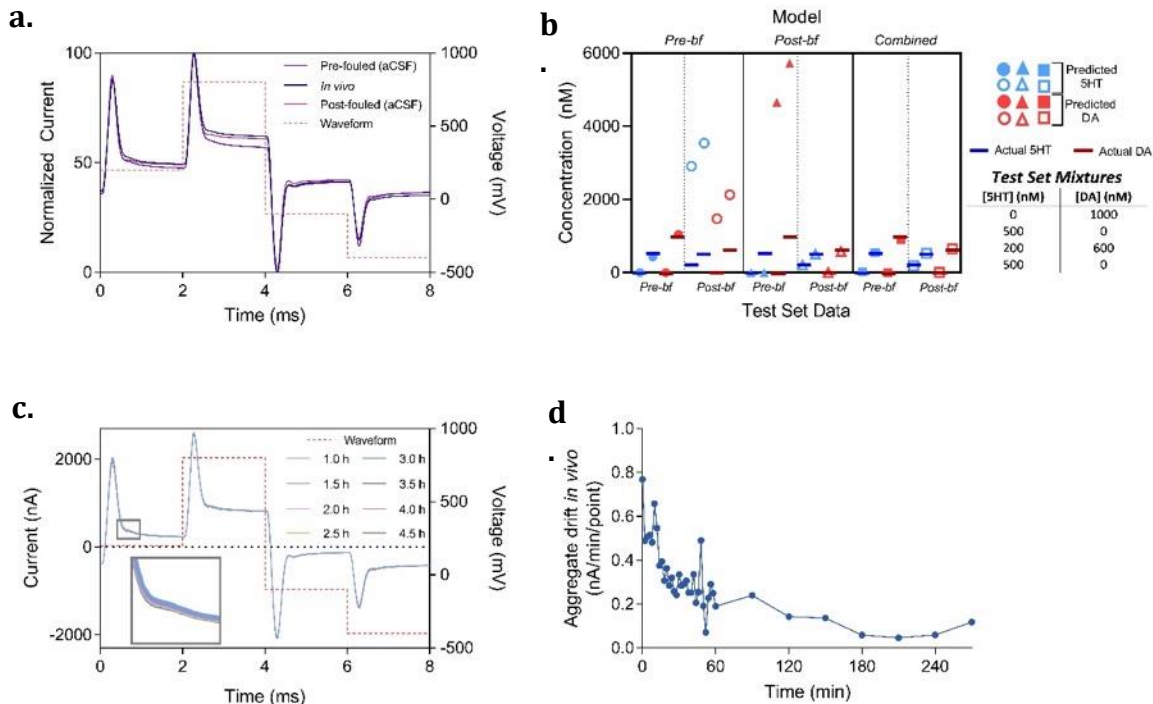 a.
100
50
0
Normalized Current
0
2
4
6
8
Time (ms)
1000
500
0
-500
Voltage (mV)
Pre-fouled (aCSF)
In vivo
Post-fouled (aCSF)
Waveform
b
.
Model
Pre-bf
Post-bf
Combined
6000
4000
2000
0
Concentration (nM)
Pre-bf
Post-bf
Pre-bf
Post-bf
Pre-bf
Post-bf
Test Set Data
Predicted
5HT
Predicted
DA
Actual 5HT
Actual DA
Test Set Mixtures
[5HT] (nM) [DA] (nM)
0 1000
500 0
200 600
500 0
c.
2000
0
-2000
Current (nA)
0
2
4
6
8
Time (ms)
1000
500
0
-500
Voltage (mV)
Waveform
1.0 h 3.0 h
1.5 h 3.5 h
2.0 h 4.0 h
2.5 h 4.5 h
d
.
1.0
0.8
0.6
0.4
0.2
0.0
Aggregate drift in vivo
(nA/min/point)
0
60
120
180
240
Time (min)